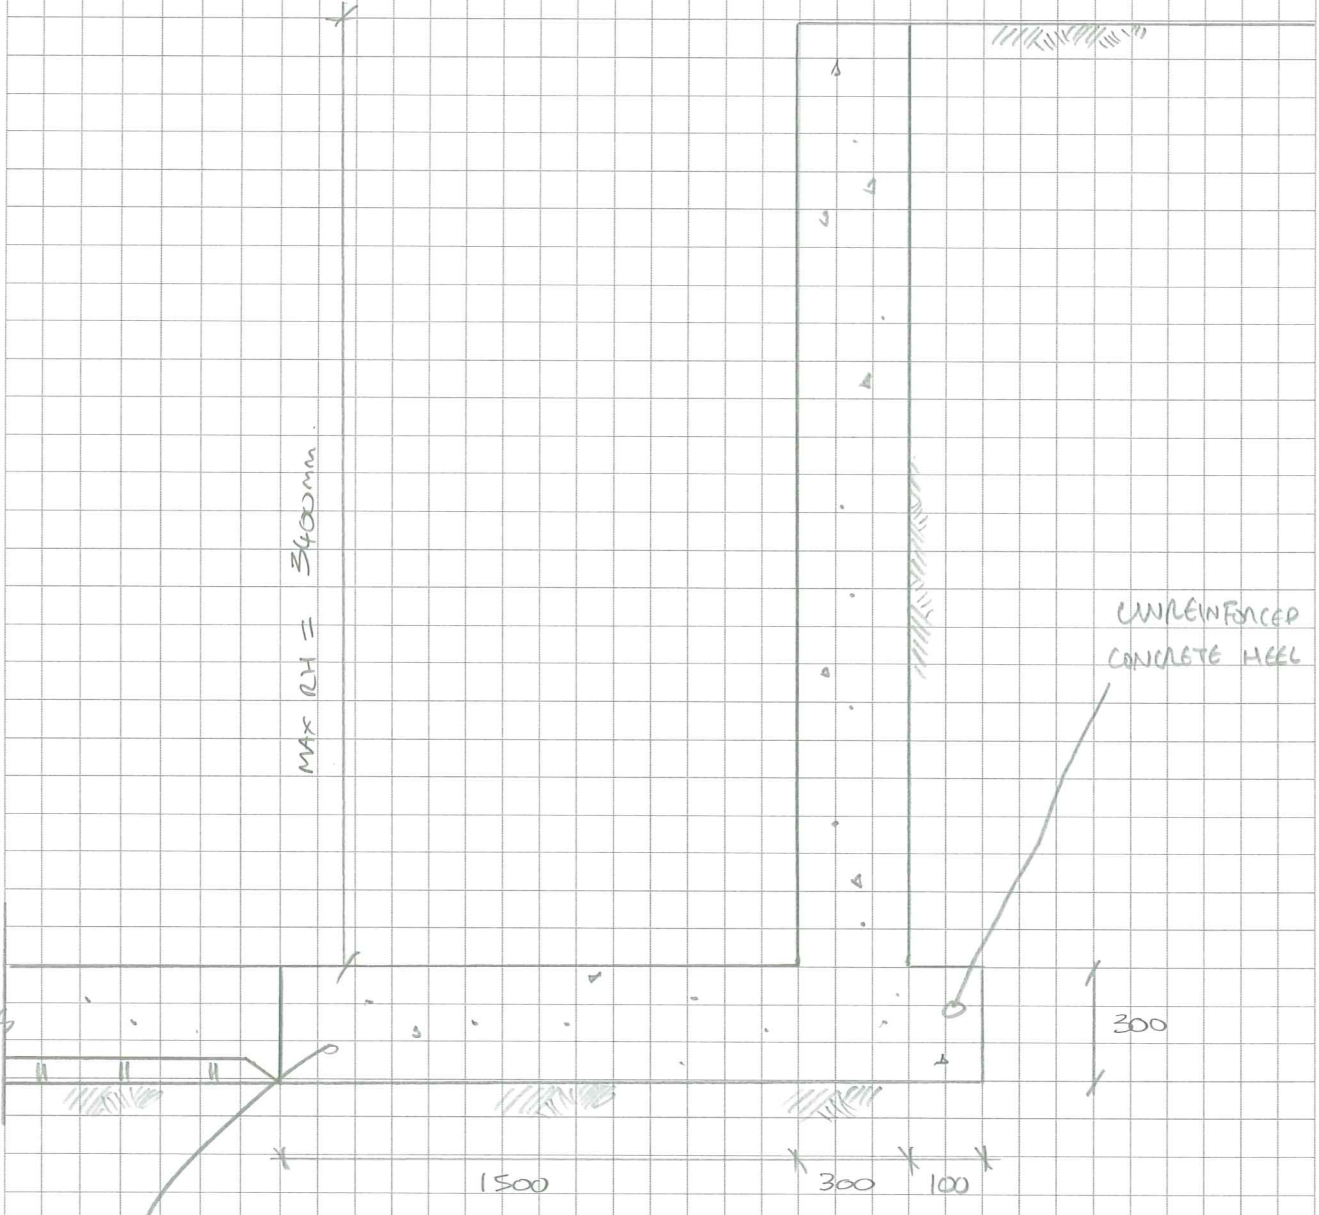 MAX RH = 3400mm.
UNREINFORCED
CONCRETE HEEL
300
1500
300
100